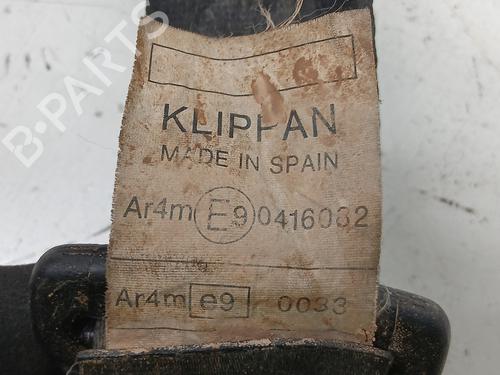 B-PARTS
KLIPPAN
MADE IN SPAIN
Ar4m E9 0416032
Ar4m e9 0033